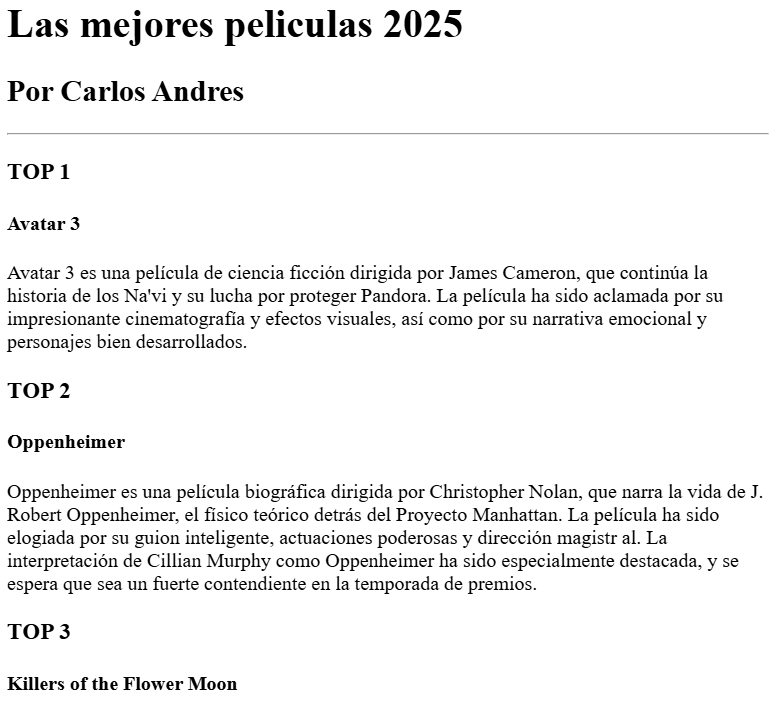 Las mejores peliculas 2025
Por Carlos Andres
TOP 1
Avatar 3
Avatar 3 es una película de ciencia ficción dirigida por James Cameron, que continúa la
historia de los Na'vi y su lucha por proteger Pandora. La película ha sido aclamada por su
impresionante cinematografía y efectos visuales, así como por su narrativa emocional y
personajes bien desarrollados.
TOP 2
Oppenheimer
Oppenheimer es una película biográfica dirigida por Christopher Nolan, que narra la vida de J.
Robert Oppenheimer, el físico teórico detrás del Proyecto Manhattan. La película ha sido
elogiada por su guion inteligente, actuaciones poderosas y dirección magistr al. La
interpretación de Cillian Murphy como Oppenheimer ha sido especialmente destacada, y se
espera que sea un fuerte contendiente en la temporada de premios.
TOP 3
Killers of the Flower Moon